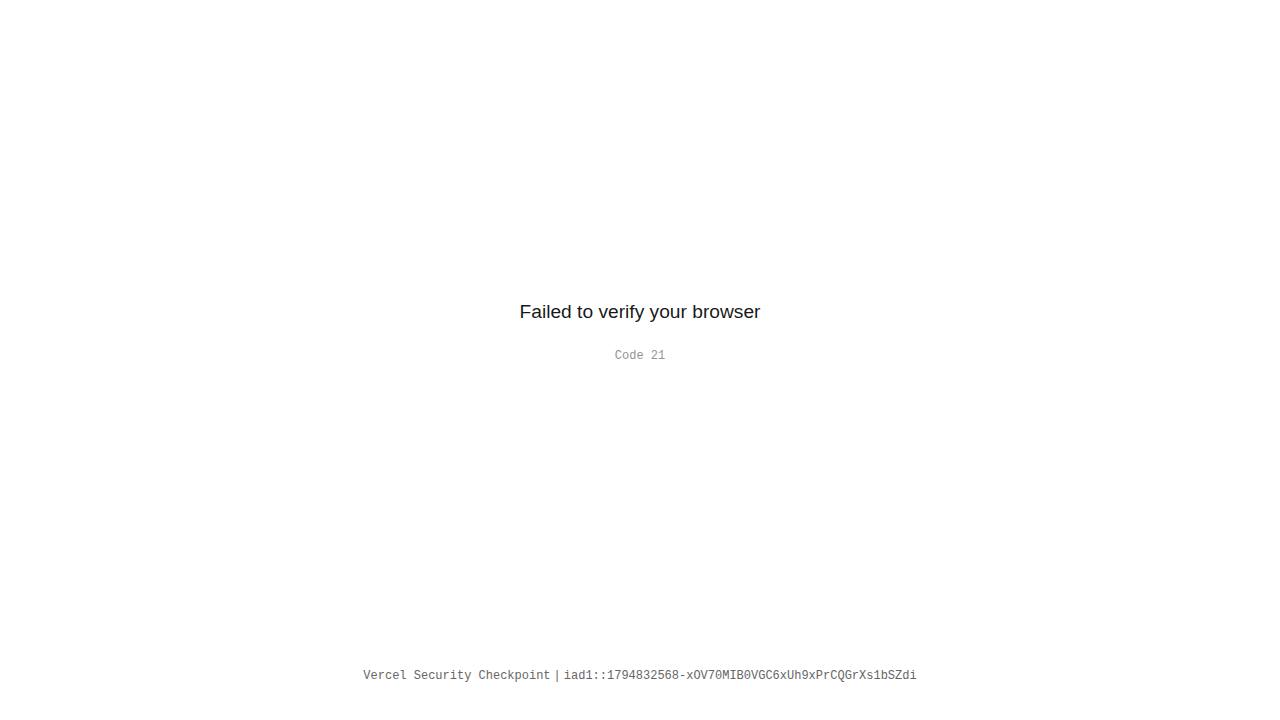 Failed to verify your browser
Code 21
Vercel Security Checkpoint | iad1::1794832568-xOV70MIB0VGC6xUh9xPrCQGrXs1bSZdi